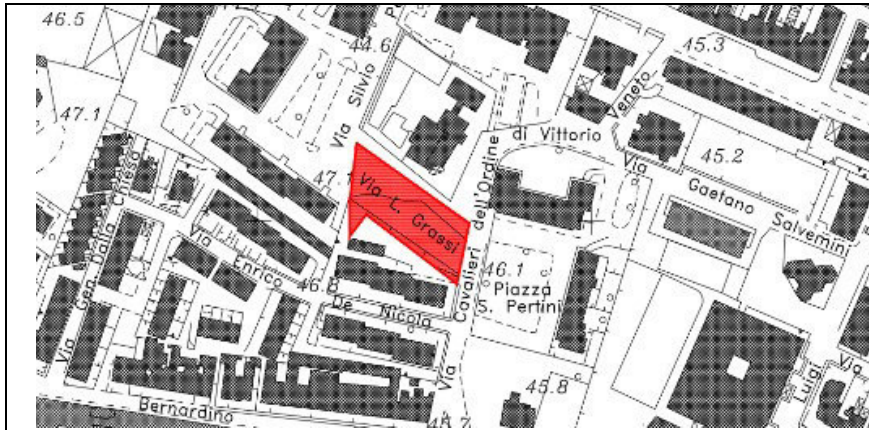 46.5
44.6
45.3
47.1
Via Silvio
Via Veneto
di Vittorio
45.2
Via Gaetano Salvemini
47.1
Via L. Grassi
Via Cavalieri dell'Ordine
Via Gen. Dalla Chiesa
Via Enrico De Nicola
46.8
46.1
Piazza
S. Pertini
45.8
Via
Luigi
Bernardino
45.7